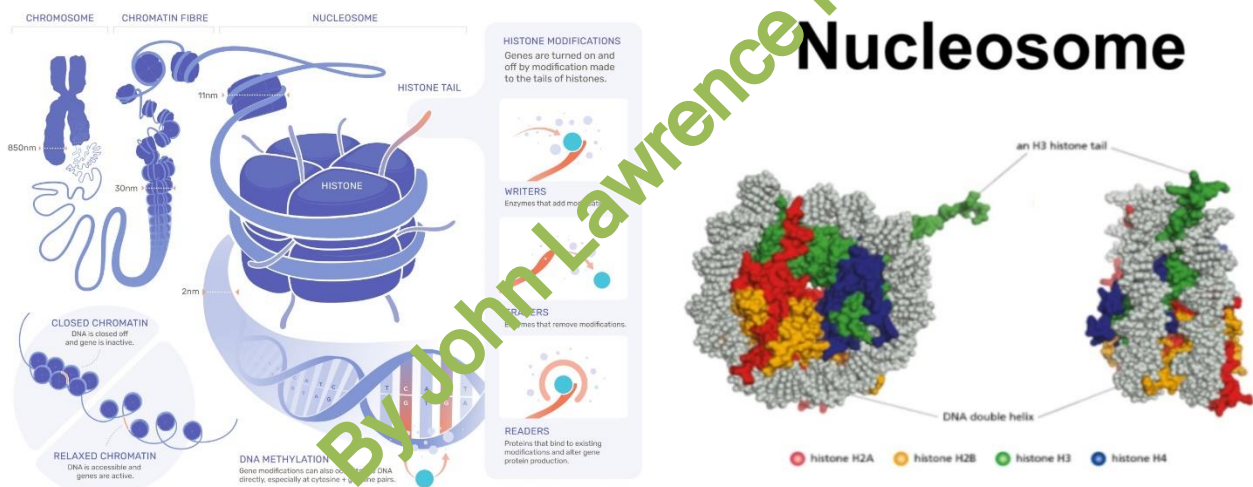 CHROMOSOME
CHROMATIN FIBRE
NUCLEOSOME
850nm
30nm
11nm
HISTONE TAIL
HISTONE
2nm
CLOSED CHROMATIN
DNA is closed off
and gene is inactive.
RELAXED CHROMATIN
DNA is accessible and
genes are active.
T C A T
G T G A
DNA METHYLATION
Gene modifications can also DNA
directly, especially at cytosine + pairs.
HISTONE MODIFICATIONS
Genes are turned on and
off by modification made
to the tails of histones.
WRITERS
Enzymes that add
Enzymes that remove modifications.
READERS
Proteins that bind to existing
modifications and alter gene
protein production.
By John Lawrence
Nucleosome
an H3 histone tail
DNA double helix
histone H2A
histone H2B
histone H3
histone H4